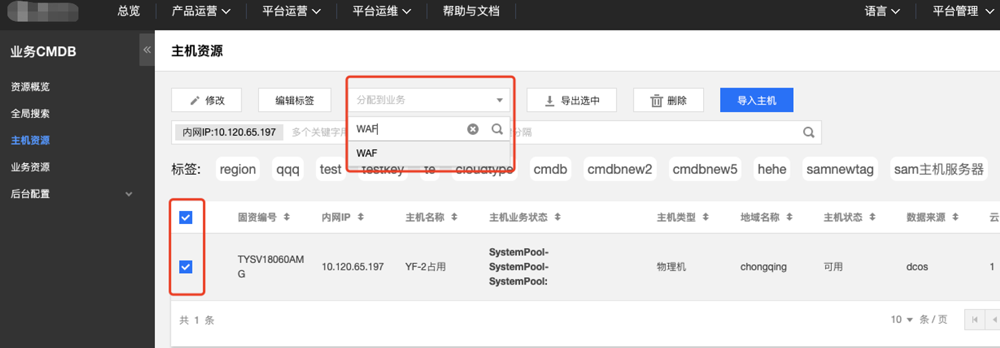 总览 产品运营 平台运营 平台运维 帮助与文档 语言 平台管理
业务CMDB
主机资源
资源概览
全局搜索
主机资源
业务资源
后台配置
修改 编辑标签 分配到业务 导出选中 删除 导入主机
内网IP:10.120.65.197 多个关键字用 WAF 分隔
WAF
标签: region qqq test testkey te cloudtype cmdb cmdbnew2 cmdbnew5 hehe samnewtag sam主机服务器
固资编号 内网IP 主机名称 主机业务状态 主机类型 地域名称 主机状态 数据来源 云
TYSV18060AM
G
10.120.65.197 YF-2占用
SystemPool-
SystemPool-
SystemPool:
物理机 chongqing 可用 dcos 1
共 1 条 10 条/页